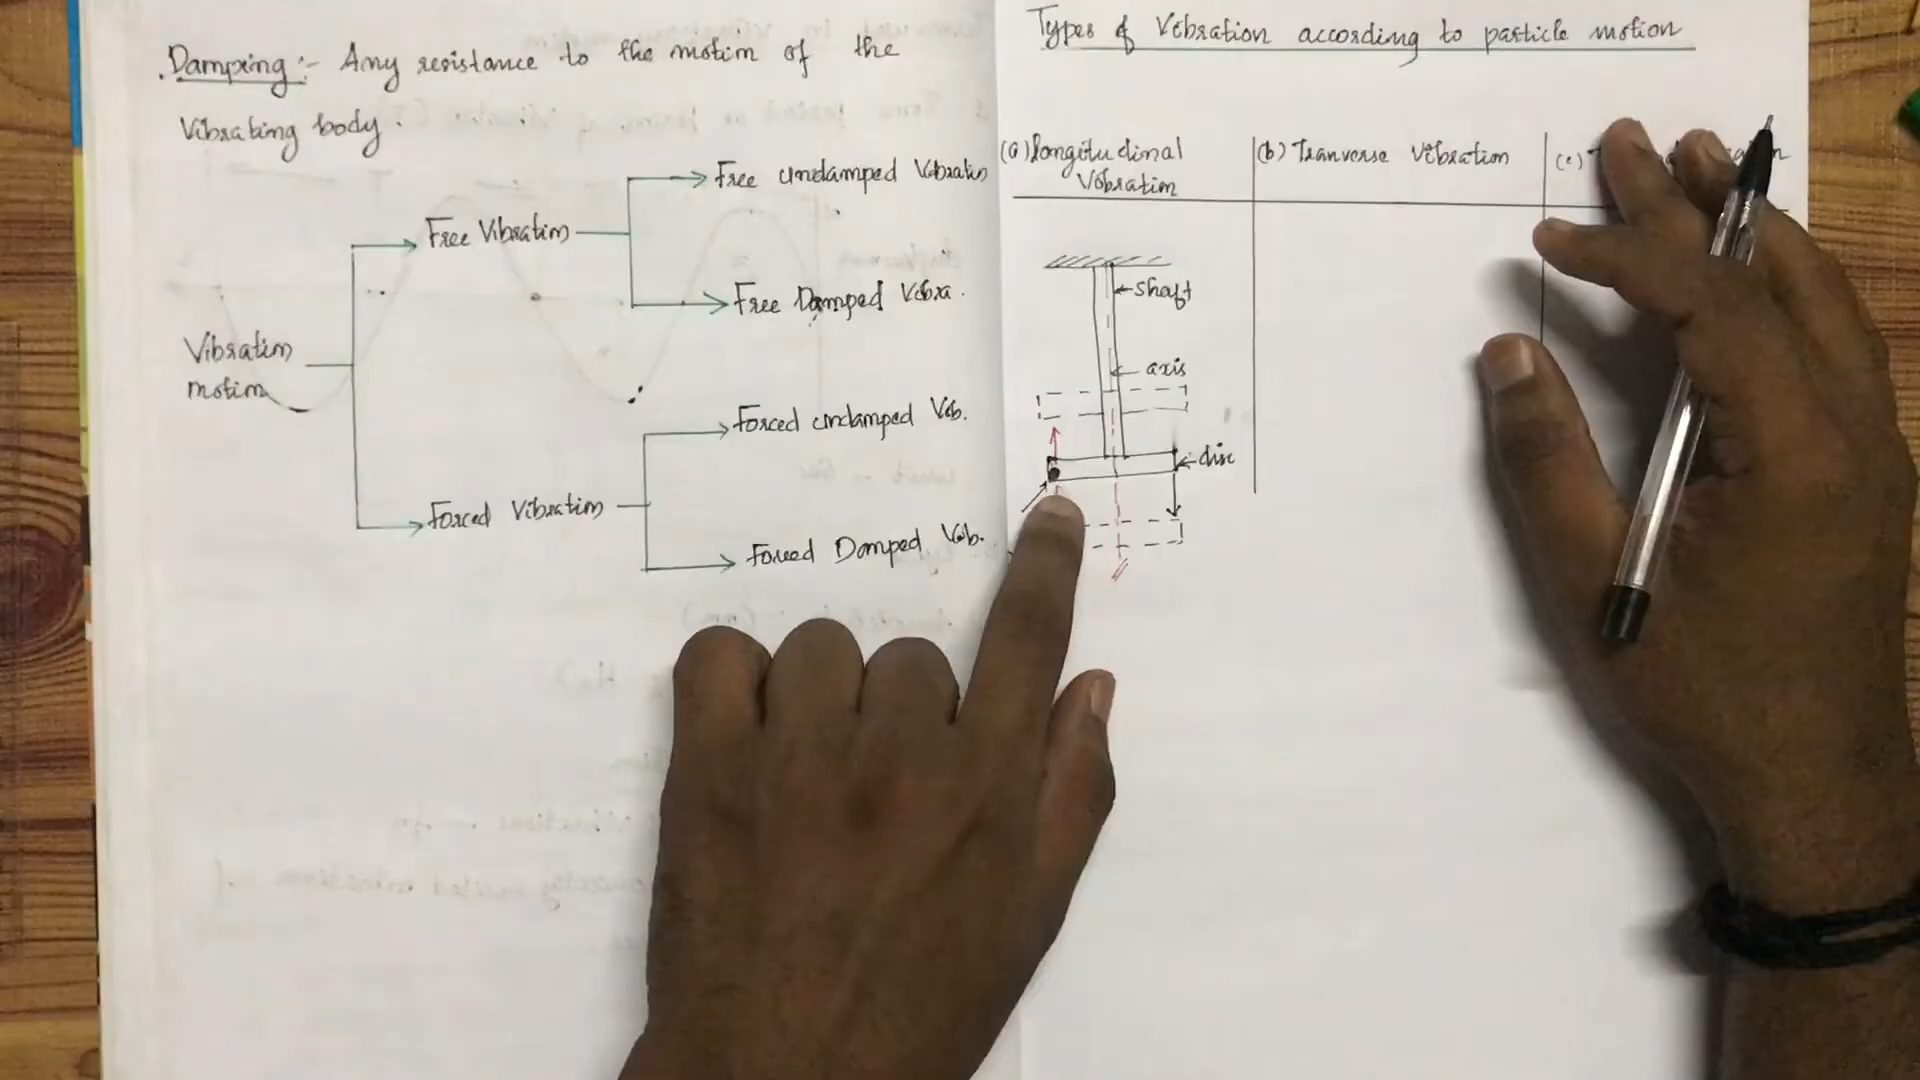 Damping :- Any resistance to the motion of the
Vibrating body.
Vibration
motion
Free Vibration
Free undamped Vibration
Free Damped Vibra.
Forced Vibration
Forced undamped Vib.
Forced Damped Vib.
Types of Vibration according to particle motion
(a) Longitudinal
Vibration
(b) Tranverse Vibration
(c)
shaft
axis
disc